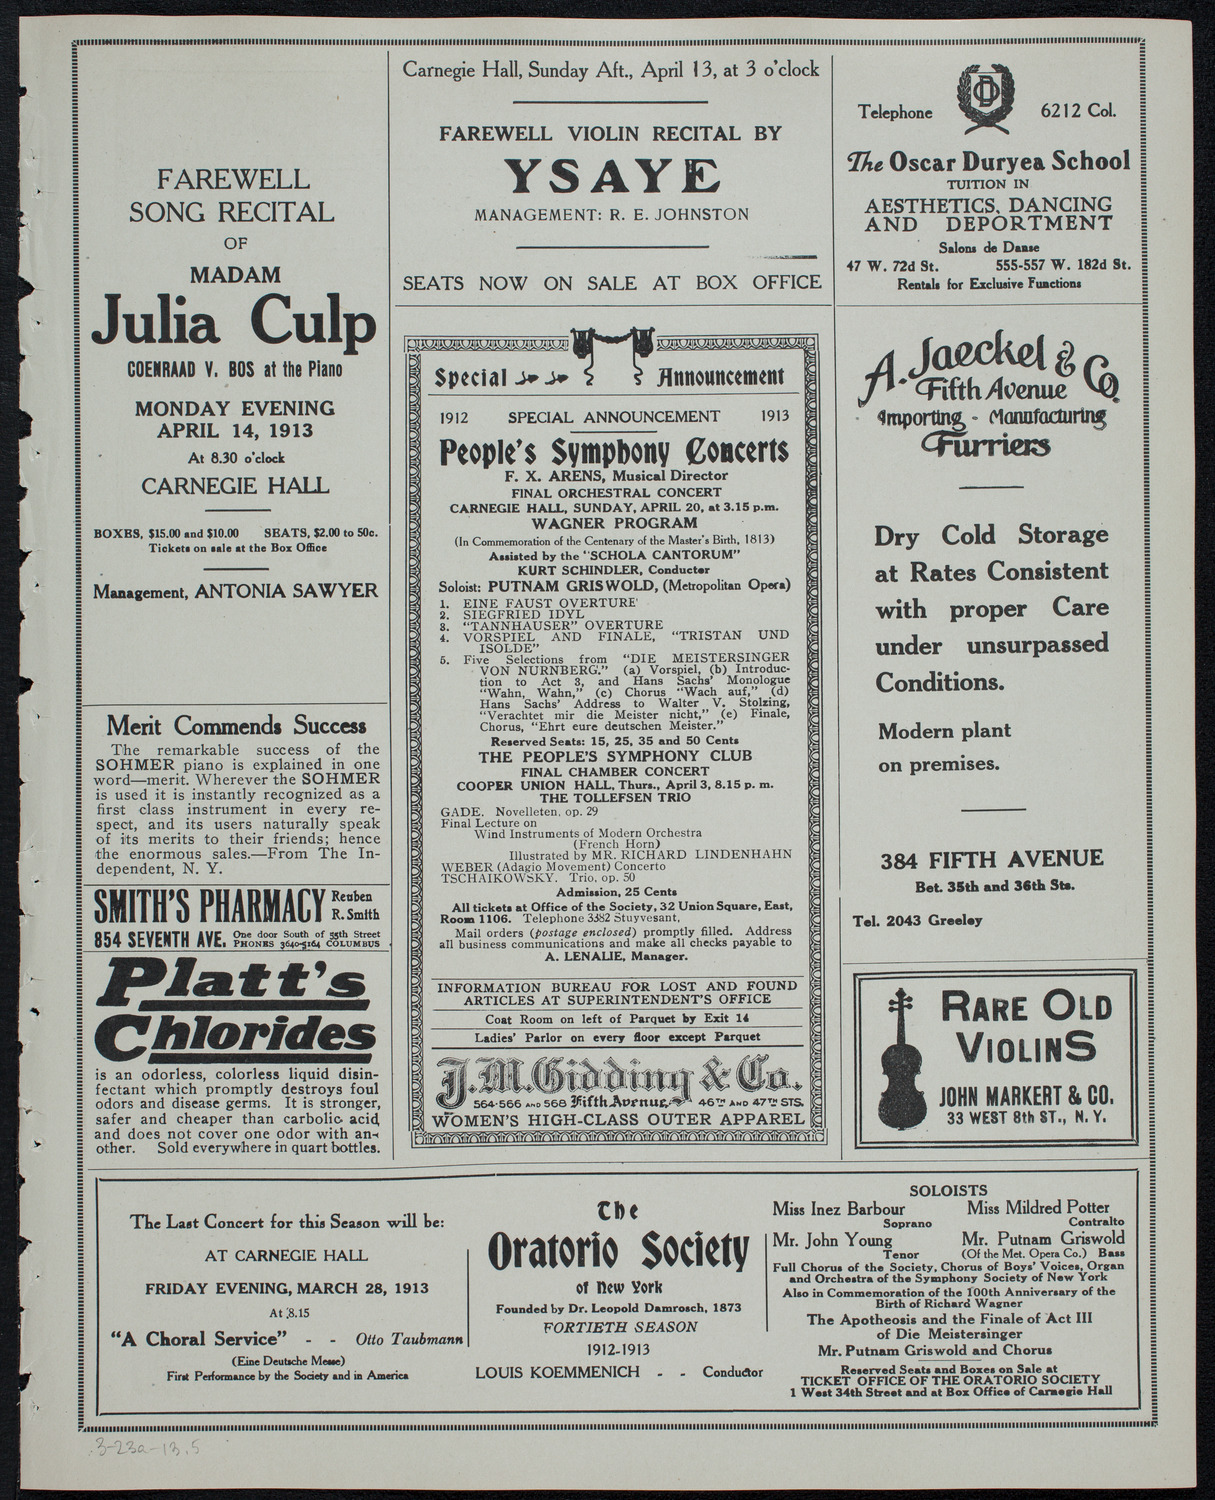 FAREWELL
SONG RECITAL
OF
MADAM
Julia Culp
COENRAAD V. BOS at the Piano
MONDAY EVENING
APRIL 14, 1913
At 8.30 o'clock
CARNEGIE HALL
BOXES, $15.00 and $10.00 SEATS, $2.00 to 50c.
Tickets on sale at the Box Office
Management, ANTONIA SAWYER
Merit Commends Success
The remarkable success of the
SOHMER piano is explained in one
word—merit. Wherever the SOHMER
is used it is instantly recognized as a
first class instrument in every re-
spect, and its users naturally speak
of its merits to their friends; hence
the enormous sales.—From The In-
dependent, N. Y.
SMITH'S PHARMACY Reuben
R. Smith
854 SEVENTH AVE. One door South of 55th Street
PHONES 3640-5164 COLUMBUS
Platt's
Chlorides
is an odorless, colorless liquid disin-
fectant which promptly destroys foul
odors and disease germs. It is stronger,
safer and cheaper than carbolic acid
and does not cover one odor with an-
other. Sold everywhere in quart bottles.
Carnegie Hall, Sunday Aft., April 13, at 3 o'clock
FAREWELL VIOLIN RECITAL BY
YSAYE
MANAGEMENT: R. E. JOHNSTON
SEATS NOW ON SALE AT BOX OFFICE
Special Announcement
1912 SPECIAL ANNOUNCEMENT 1913
People's Symphony Concerts
F. X. ARENS, Musical Director
FINAL ORCHESTRAL CONCERT
CARNEGIE HALL, SUNDAY, APRIL 20, at 3.15 p.m.
WAGNER PROGRAM
(In Commemoration of the Centenary of the Master's Birth, 1813)
Assisted by the "SCHOLA CANTORUM"
KURT SCHINDLER, Conductor
Soloist: PUTNAM GRISWOLD, (Metropolitan Opera)
1. EINE FAUST OVERTURE
2. SIEGFRIED IDYL
3. "TANNHAUSER" OVERTURE
4. VORSPIEL AND FINALE, "TRISTAN UND
ISOLDE"
5. Five Selections from "DIE MEISTERSINGER
VON NURNBERG." (a) Vorspiel, (b) Introduc-
tion to Act 3, and Hans Sachs' Monologue
"Wahn, Wahn," (c) Chorus "Wach auf," (d)
Hans Sachs' Address to Walter V. Stolzing,
"Verachtet mir die Meister nicht," (e) Finale,
Chorus, "Ehrt eure deutschen Meister."
Reserved Seats: 15, 25, 35 and 50 Cents
THE PEOPLE'S SYMPHONY CLUB
FINAL CHAMBER CONCERT
COOPER UNION HALL, Thurs., April 3, 8.15 p. m.
THE TOLLEFSEN TRIO
GADE. Novelleten, op. 29
Final Lecture on
Wind Instruments of Modern Orchestra
(French Horn)
Illustrated by MR. RICHARD LINDENHAHN
WEBER (Adagio Movement) Concerto
TSCHAIKOWSKY. Trio, op. 50
Admission, 25 Cents
All tickets at Office of the Society, 32 Union Square, East,
Room 1106. Telephone 3382 Stuyvesant,
Mail orders (postage enclosed) promptly filled. Address
all business communications and make all checks payable to
A. LENALIE, Manager.
INFORMATION BUREAU FOR LOST AND FOUND
ARTICLES AT SUPERINTENDENT'S OFFICE
Coat Room on left of Parquet by Exit 14
Ladies' Parlor on every floor except Parquet
J.M. Gidding & Co.
564-566 AND 568 Fifth Avenue, 46TH AND 47TH STS.
WOMEN'S HIGH-CLASS OUTER APPAREL
OD
Telephone 6212 Col.
The Oscar Duryea School
TUITION IN
AESTHETICS, DANCING
AND DEPORTMENT
Salons de Danse
47 W. 72d St. 555-557 W. 182d St.
Rentals for Exclusive Functions
A. Jaeckel & Co.
Fifth Avenue
Importing - Manufacturing
Furriers
Dry Cold Storage
at Rates Consistent
with proper Care
under unsurpassed
Conditions.
Modern plant
on premises.
384 FIFTH AVENUE
Bet. 35th and 36th Sts.
Tel. 2043 Greeley
RARE OLD
VIOLINS
JOHN MARKERT & CO.
33 WEST 8th ST., N. Y.
The Last Concert for this Season will be:
AT CARNEGIE HALL
FRIDAY EVENING, MARCH 28, 1913
At 8.15
"A Choral Service" - - Otto Taubmann
(Eine Deutsche Messe)
First Performance by the Society and in America
The
Oratorio Society
of New York
Founded by Dr. Leopold Damrosch, 1873
FORTIETH SEASON
1912-1913
LOUIS KOEMMENICH - - Conductor
SOLOISTS
Miss Inez Barbour Miss Mildred Potter
Soprano Contralto
Mr. John Young Mr. Putnam Griswold
Tenor (Of the Met. Opera Co.) Bass
Full Chorus of the Society, Chorus of Boys' Voices, Organ
and Orchestra of the Symphony Society of New York
Also in Commemoration of the 100th Anniversary of the
Birth of Richard Wagner
The Apotheosis and the Finale of Act III
of Die Meistersinger
Mr. Putnam Griswold and Chorus
Reserved Seats and Boxes on Sale at
TICKET OFFICE OF THE ORATORIO SOCIETY
1 West 34th Street and at Box Office of Carnegie Hall
3-23a-13.5